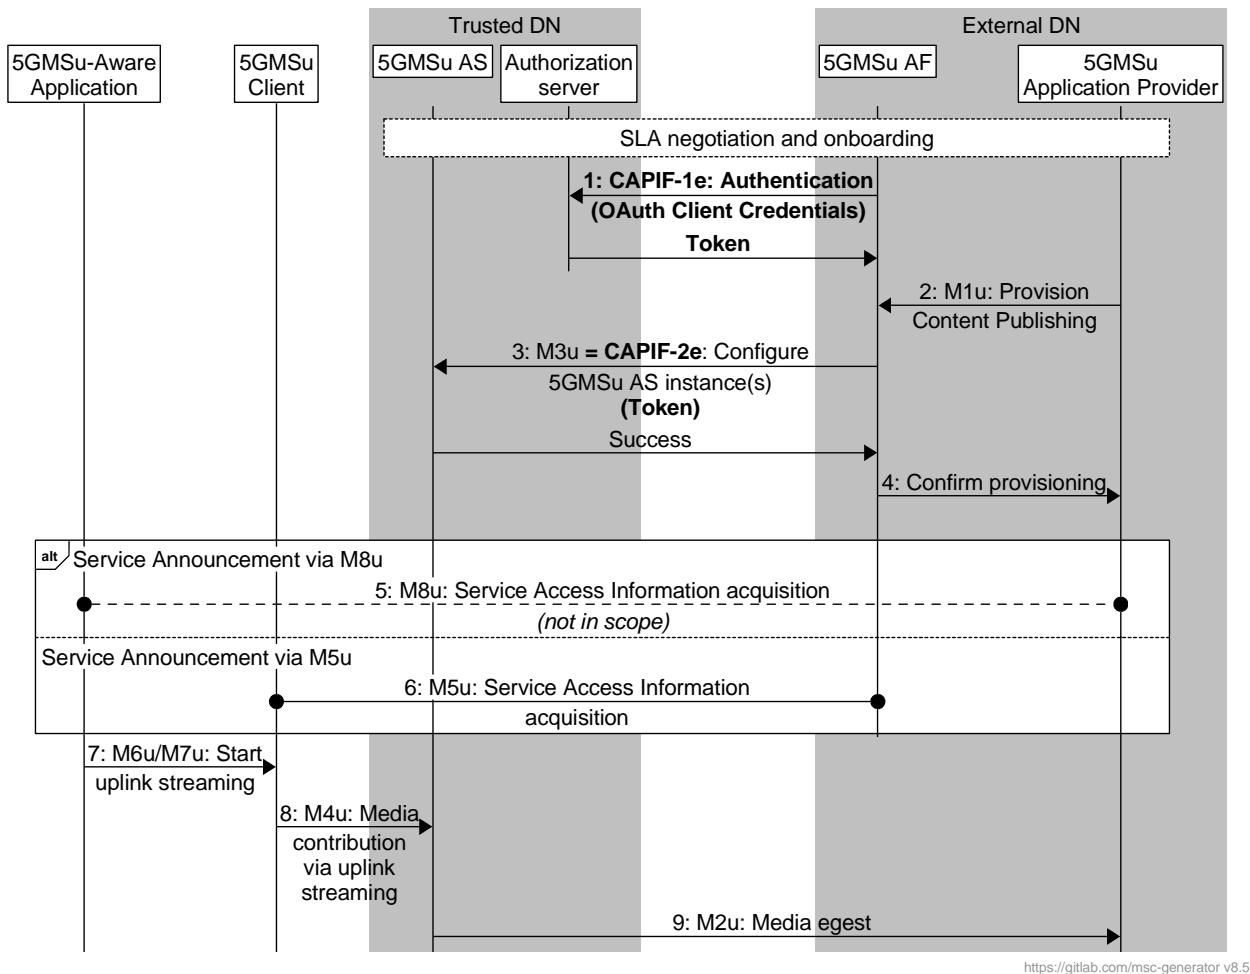 Trusted DN
External DN
5GMSu-Aware
Application
5GMSu
Client
5GMSu AS
Authorization
server
5GMSu AF
5GMSu
Application Provider
SLA negotiation and onboarding
1: CAPIF-1e: Authentication
(OAuth Client Credentials)
Token
2: M1u: Provision
Content Publishing
3: M3u = CAPIF-2e: Configure
5GMSu AS instance(s)
(Token)
Success
4: Confirm provisioning
alt
Service Announcement via M8u
5: M8u: Service Access Information acquisition
(not in scope)
Service Announcement via M5u
6: M5u: Service Access Information
acquisition
7: M6u/M7u: Start
uplink streaming
8: M4u: Media
contribution
via uplink
streaming
9: M2u: Media egest
https://gitlab.com/msc-generator v8.5